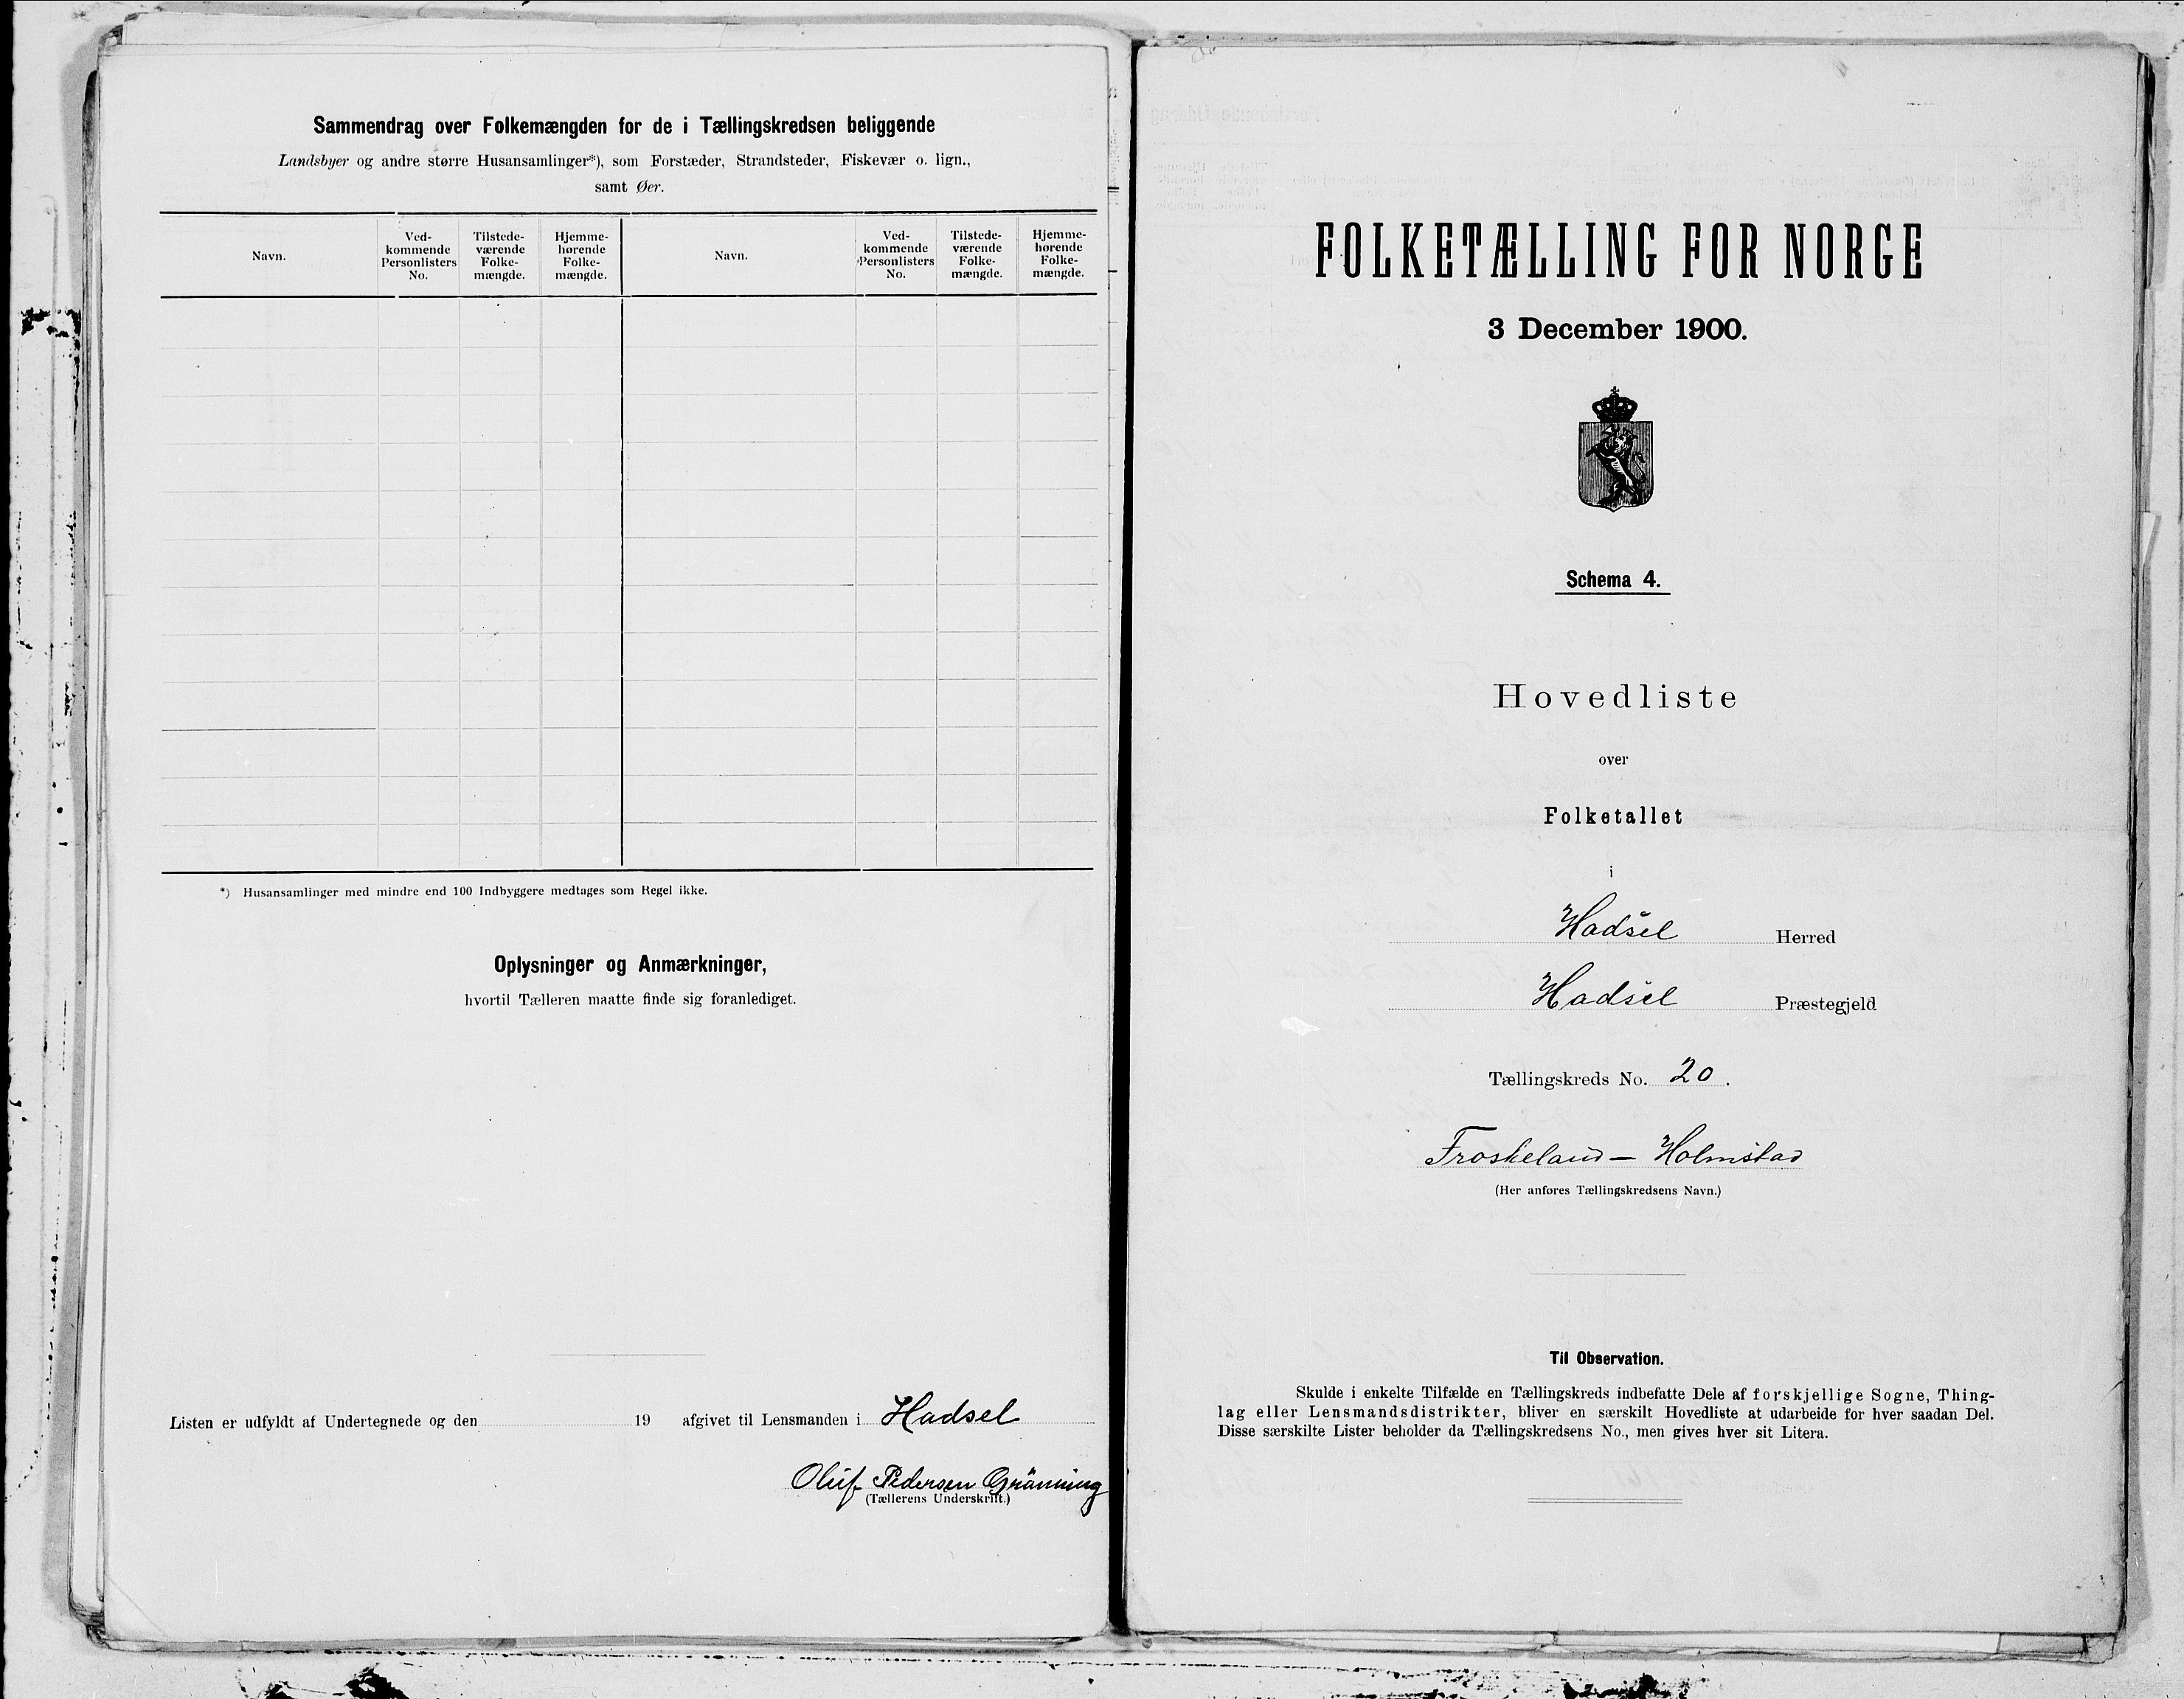 Sammendrag over Folkemængden for de i Tællingskredsen beliggende
Landsbyer og andre større Husansamlinger*), som Forstæder, Strandsteder, Fiskevær o. lign.,
samt Øer.
Navn.
Ved-
kommende
Personlisters
No.
Tilstede-
værende
Folke-
mængde.
Hjemme-
hørende
Folke-
mængde.
Navn.
Ved-
kommende
Personlisters
No.
Tilstede-
værende
Folke-
mængde.
Hjemme-
hørende
Folke-
mængde.
*) Husansamlinger med mindre end 100 Indbyggere medtages som Regel ikke.
Oplysninger og Anmærkninger,
hvortil Tælleren maatte finde sig foranlediget.
Listen er udfyldt af Undertegnede og den 19 afgivet til Lensmanden i Hadsel
Oluf Pedersen Gräning
(Tællerens Underskrift.)
FOLKETÆLLING FOR NORGE
3 December 1900.
Schema 4.
Hovedliste
over
Folketallet
i
Hadsel Herred
Hadsel Præstegjeld
Tællingskreds No. 20.
Froskeland - Holmstad
(Her anføres Tællingskredsens Navn.)
Til Observation.
Skulde i enkelte Tilfælde en Tællingskreds indbefatte Dele af forskjellige Sogne, Thing-
lag eller Lensmandsdistrikter, bliver en særskilt Hovedliste at udarbeide for hver saadan Del.
Disse særskilte Lister beholder da Tællingskredsens No., men gives hver sit Litera.